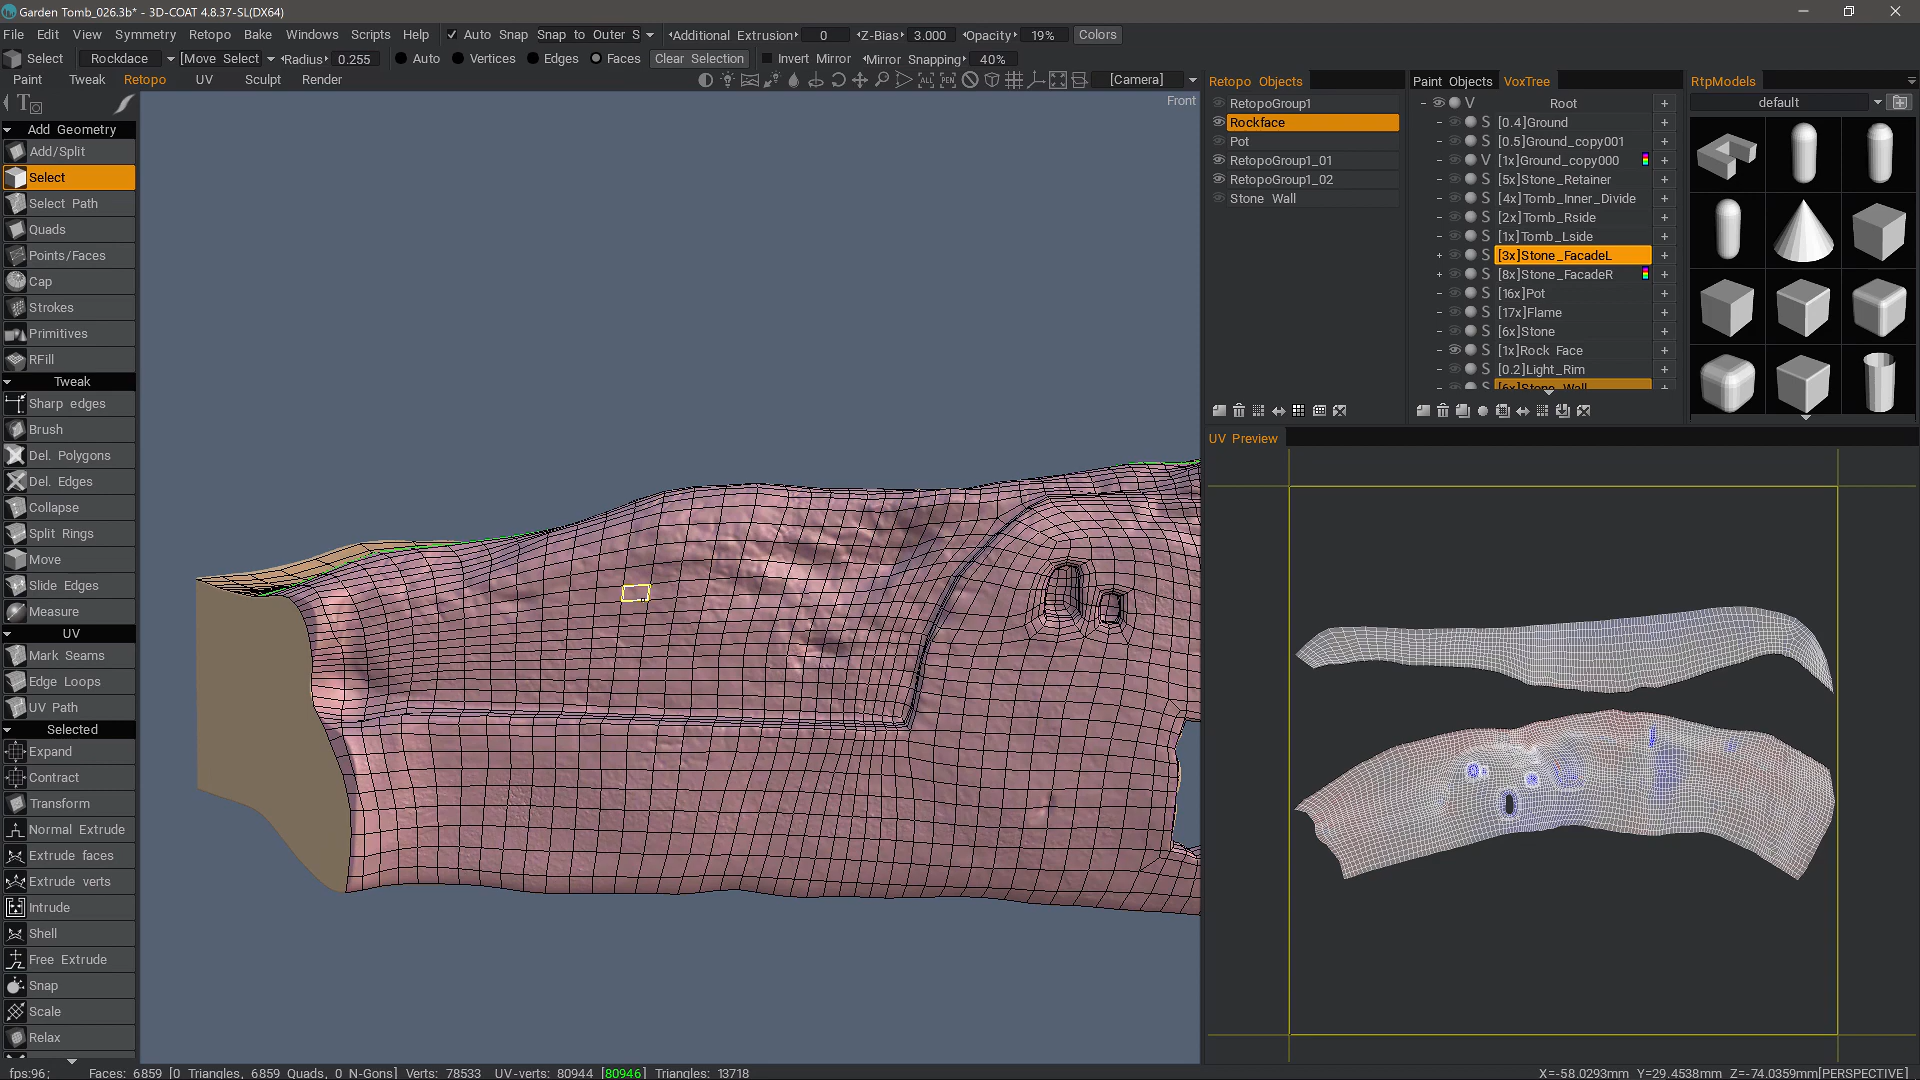 Garden Tomb_026.3b* - 3D-COAT 4.8.37-SL(DX64)
File Edit View Symmetry Retopo Bake Windows Scripts Help Auto Snap Snap to Outer S Additional Extrusion 0 Z-Bias 3.000 Opacity 19% Colors
Select Rockdace [Move Select Radius 0.255 Auto Vertices Edges Faces Clear Selection Invert Mirror Mirror Snapping 40%
Paint Tweak Retopo UV Sculpt Render ALL PEN [Camera]
Front
Add Geometry
Add/Split
Select
Select Path
Quads
Points/Faces
Cap
Strokes
Primitives
RFill
Tweak
Sharp edges
Brush
Del. Polygons
Del. Edges
Collapse
Split Rings
Move
Slide Edges
Measure
UV
Mark Seams
Edge Loops
UV Path
Selected
Expand
Contract
Transform
Normal Extrude
Extrude faces
Extrude verts
Intrude
Shell
Free Extrude
Snap
Scale
Relax
Retopo Objects
RetopoGroup1
Rockface
Pot
RetopoGroup1_01
RetopoGroup1_02
Stone Wall
Paint Objects VoxTree
V Root +
S [0.4]Ground +
S [0.5]Ground_copy001 +
V [1x]Ground_copy000 +
S [5x]Stone_Retainer +
S [4x]Tomb_Inner_Divide +
S [2x]Tomb_Rside +
S [1x]Tomb_Lside +
+ S [3x]Stone_FacadeL +
+ S [8x]Stone_FacadeR +
S [16x]Pot +
S [17x]Flame +
S [6x]Stone +
S [1x]Rock Face +
S [0.2]Light_Rim +
S [6x]Stone Wall +
RtpModels
default
UV Preview
fps:96; Faces: 6859 [0 Triangles, 6859 Quads, 0 N-Gons] Verts: 78533 UV-verts: 80944 [80946] Triangles: 13718 X=-58.0293mm Y=29.4538mm Z=-74.0359mm[PERSPECTIVE]